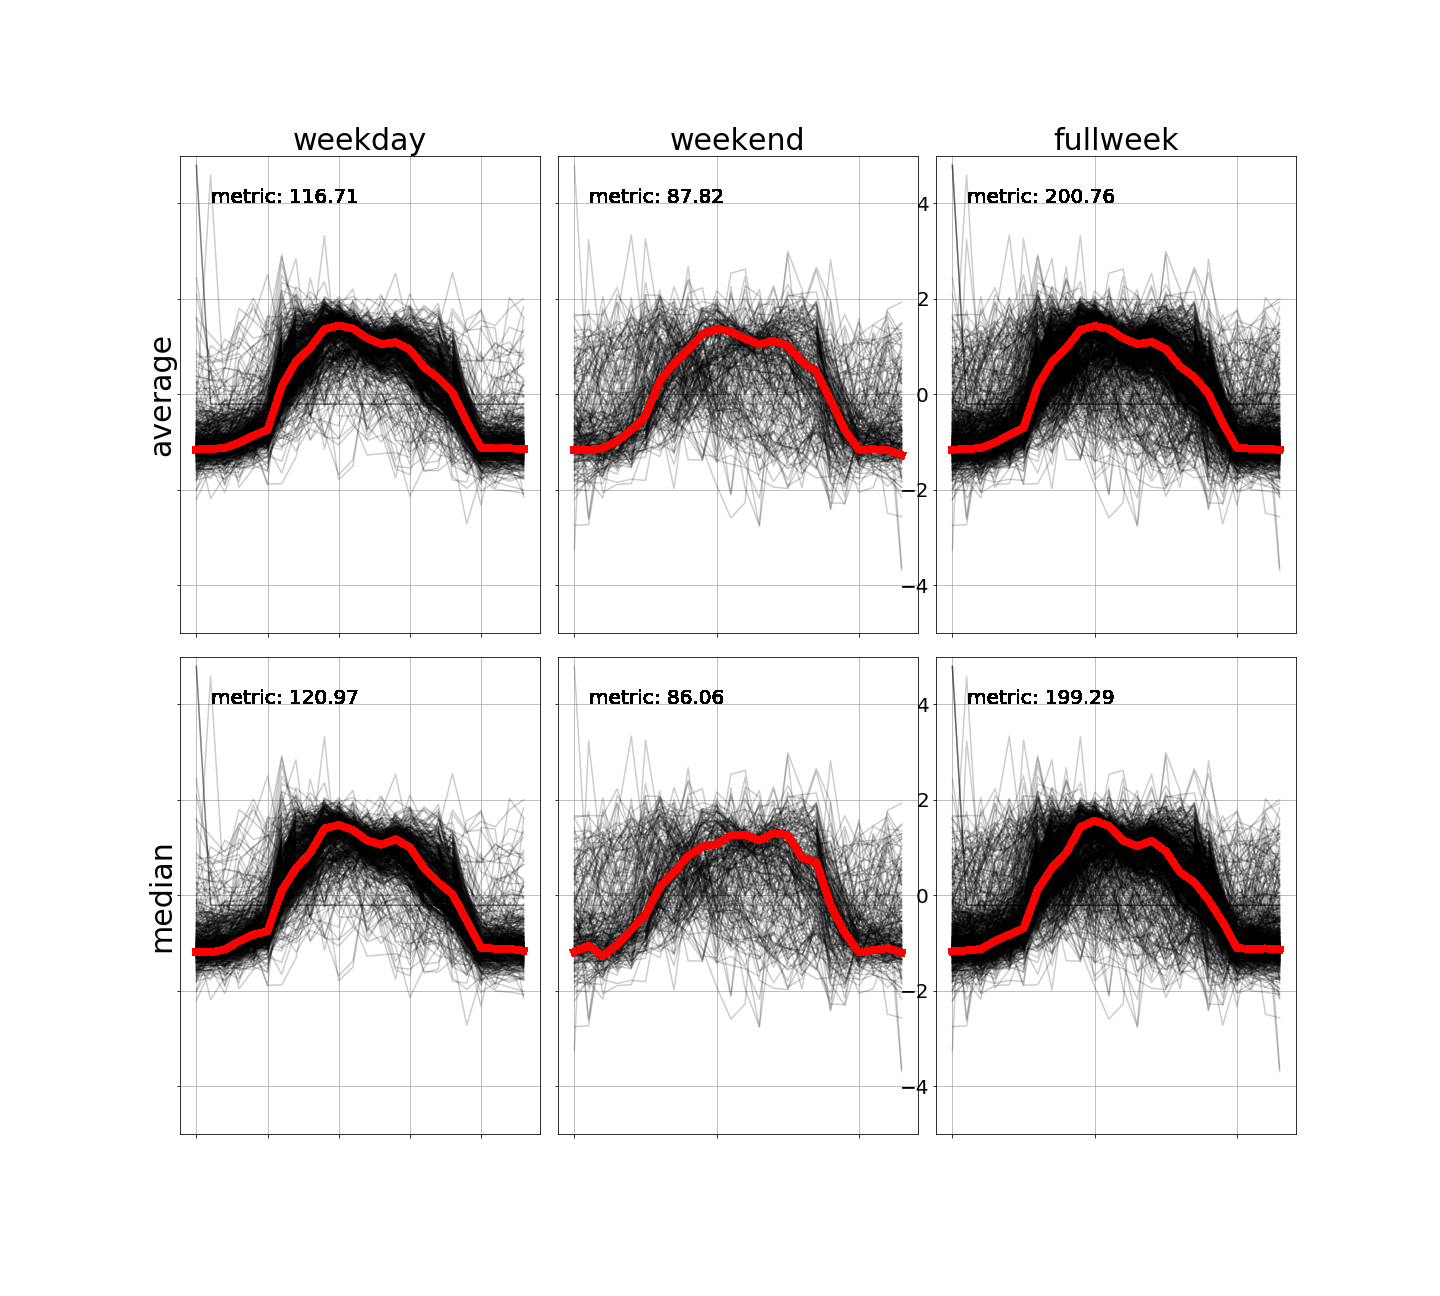 weekday
weekend
fullweek
average
metric: 116.71
metric: 87.82
metric: 200.76
4
2
0
−2
−4
median
metric: 120.97
metric: 86.06
metric: 199.29
4
2
0
−2
−4